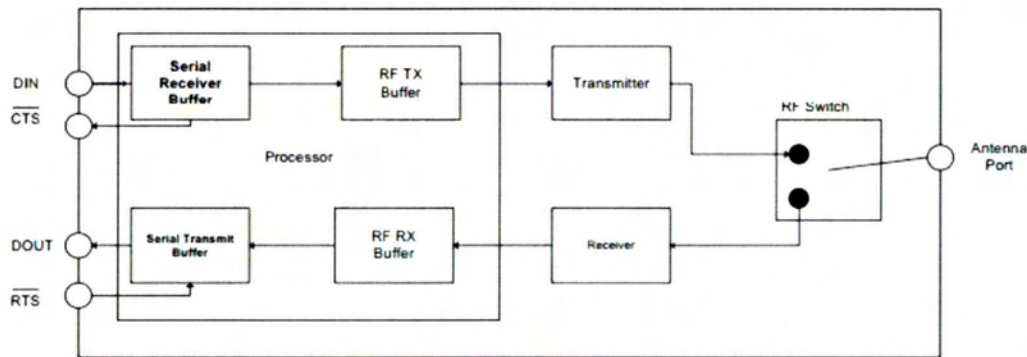 DIN
CTS
Serial
Receiver
Buffer
RF TX
Buffer
Transmitter
RF Switch
Antenna
Port
Processor
DOUT
RTS
Serial Transmit
Buffer
RF RX
Buffer
Receiver